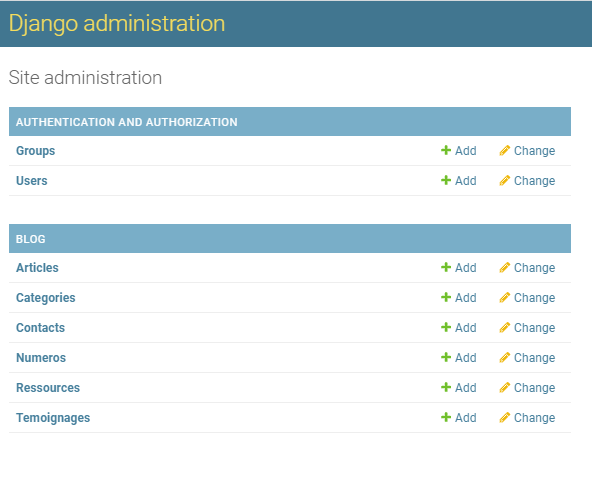 Django administration
Site administration
AUTHENTICATION AND AUTHORIZATION
Groups Add Change
Users Add Change
BLOG
Articles Add Change
Categories Add Change
Contacts Add Change
Numeros Add Change
Ressources Add Change
Temoignages Add Change